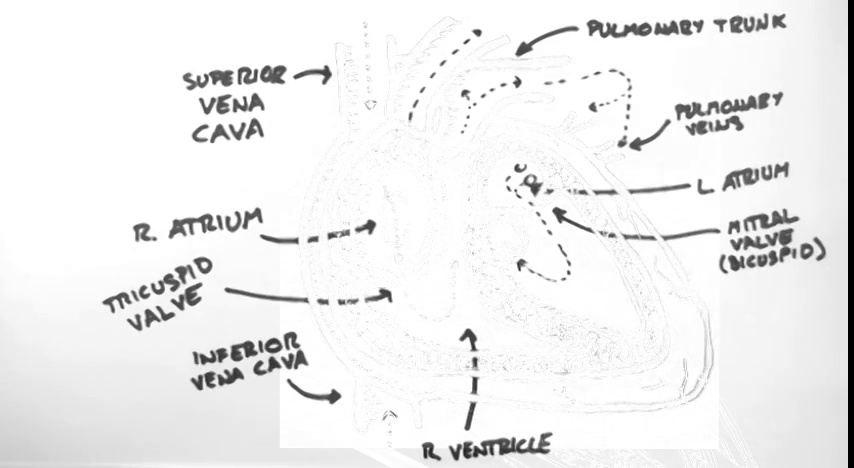 PULMONARY TRUNK
SUPERIOR
VENA
CAVA
PULMONARY
VEINS
L. ATRIUM
R. ATRIUM
MITRAL
VALVE
(BICUSPID)
TRICUSPID
VALVE
INFERIOR
VENA CAVA
R VENTRICLE